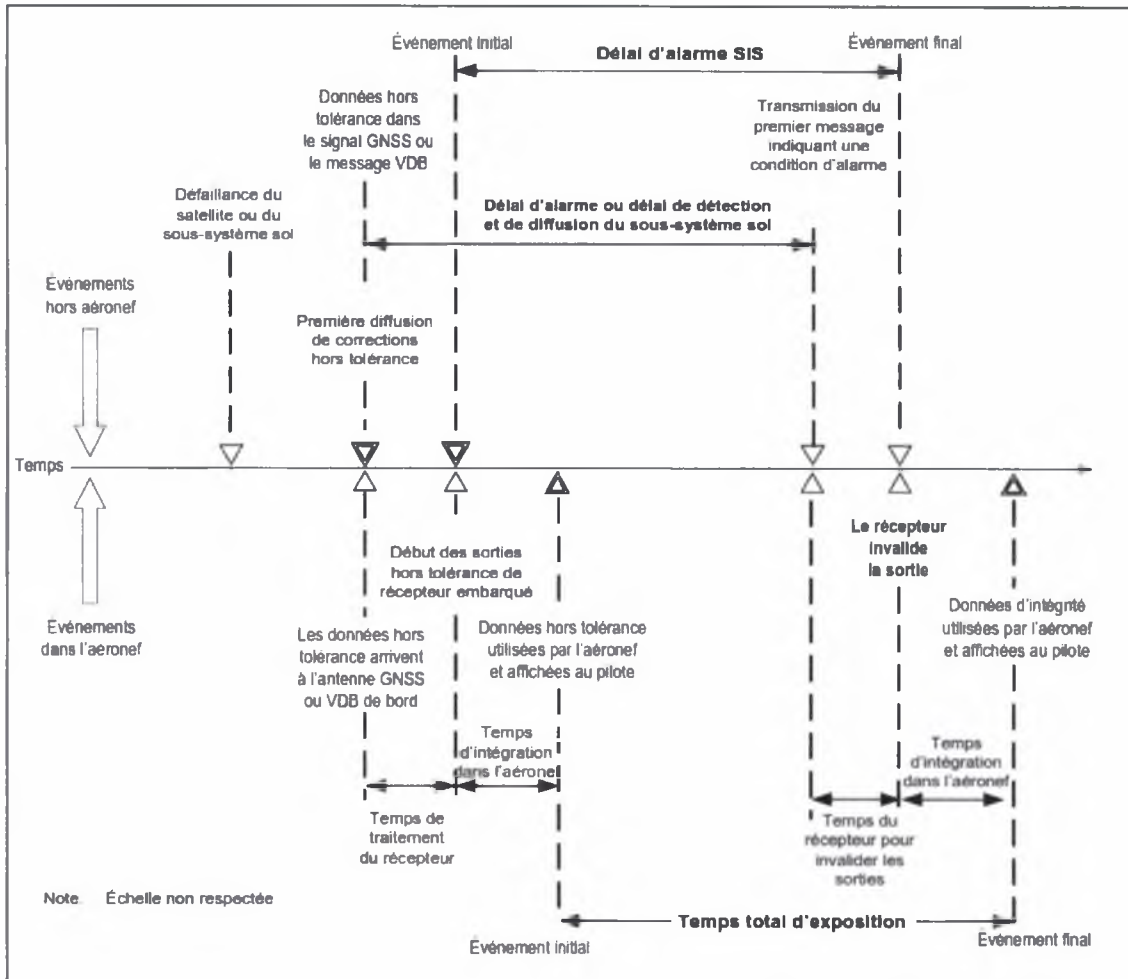 Événement initial
Délai d'alarme SIS
Événement final
Données hors
tolérance dans
le signal GNSS ou
le message VDB
Transmission du
premier message
indiquant une
condition d'alarme
Défaillance du
satellite ou du
sous-système sol
Délai d'alarme ou délai de détection
et de diffusion du sous-système sol
Événements
hors aéronef
Première diffusion
de corrections
hors tolérance
Temps
Événements
dans l'aéronef
Début des sorties
hors tolérance de
récepteur embarqué
Le récepteur
invalide
la sortie
Les données hors
tolérance arrivent
à l'antenne GNSS
ou VDB de bord
Données hors tolérance
utilisées par l'aéronef
et affichées au pilote
Données d'intégrité
utilisées par l'aéronef
et affichées au pilote
Temps
d'intégration
dans l'aéronef
Temps
d'intégration
dans l'aéronef
Temps de
traitement
du récepteur
Temps du
récepteur pour
invalider les
sorties
Note Échelle non respectée
Temps total d'exposition
Événement initial
Événement final